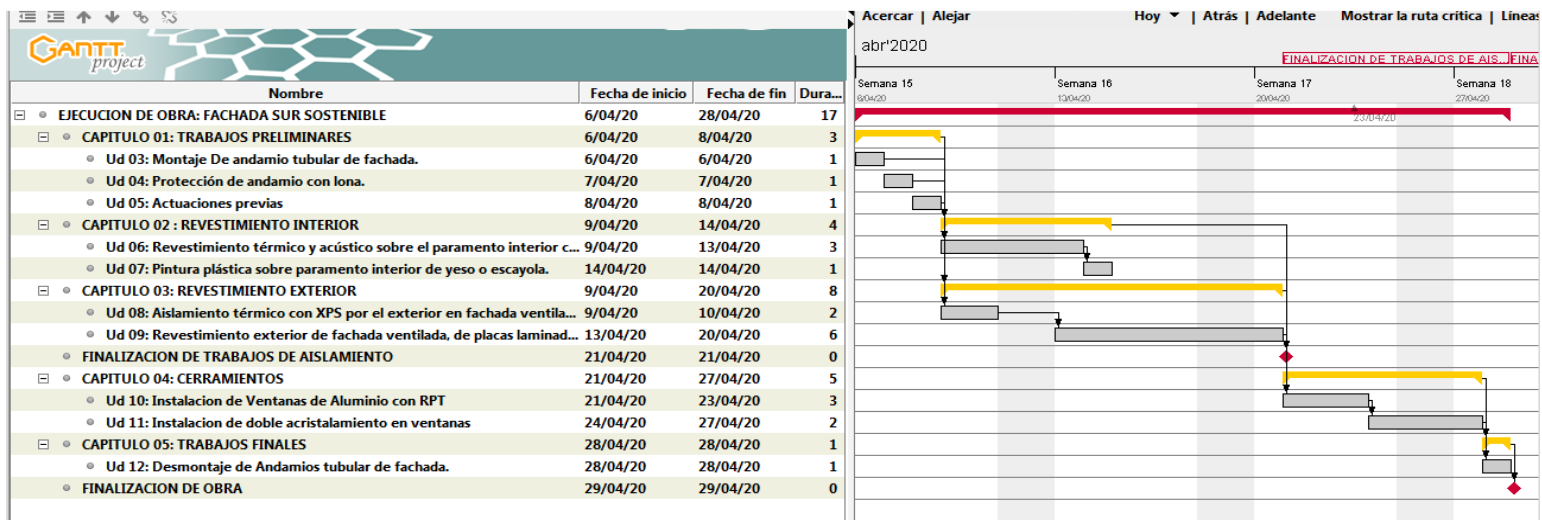 Acercar | Alejar Hoy | Atrás | Adelante Mostrar la ruta crítica | Líneas
GANTT
project
abr'2020
FINALIZACION DE TRABAJOS DE AIS... FINA
Semana 15 Semana 16 Semana 17 Semana 18
6/04/20 13/04/20 20/04/20 27/04/20
Nombre Fecha de inicio Fecha de fin Dura...
EJECUCION DE OBRA: FACHADA SUR SOSTENIBLE 6/04/20 28/04/20 17
23/04/20
CAPITULO 01: TRABAJOS PRELIMINARES 6/04/20 8/04/20 3
Ud 03: Montaje De andamio tubular de fachada. 6/04/20 6/04/20 1
Ud 04: Protección de andamio con lona. 7/04/20 7/04/20 1
Ud 05: Actuaciones previas 8/04/20 8/04/20 1
CAPITULO 02 : REVESTIMIENTO INTERIOR 9/04/20 14/04/20 4
Ud 06: Revestimiento térmico y acústico sobre el paramento interior c... 9/04/20 13/04/20 3
Ud 07: Pintura plástica sobre paramento interior de yeso o escayola. 14/04/20 14/04/20 1
CAPITULO 03: REVESTIMIENTO EXTERIOR 9/04/20 20/04/20 8
Ud 08: Aislamiento térmico con XPS por el exterior en fachada ventila... 9/04/20 10/04/20 2
Ud 09: Revestimiento exterior de fachada ventilada, de placas laminad... 13/04/20 20/04/20 6
FINALIZACION DE TRABAJOS DE AISLAMIENTO 21/04/20 21/04/20 0
CAPITULO 04: CERRAMIENTOS 21/04/20 27/04/20 5
Ud 10: Instalacion de Ventanas de Aluminio con RPT 21/04/20 23/04/20 3
Ud 11: Instalacion de doble acristalamiento en ventanas 24/04/20 27/04/20 2
CAPITULO 05: TRABAJOS FINALES 28/04/20 28/04/20 1
Ud 12: Desmontaje de Andamios tubular de fachada. 28/04/20 28/04/20 1
FINALIZACION DE OBRA 29/04/20 29/04/20 0